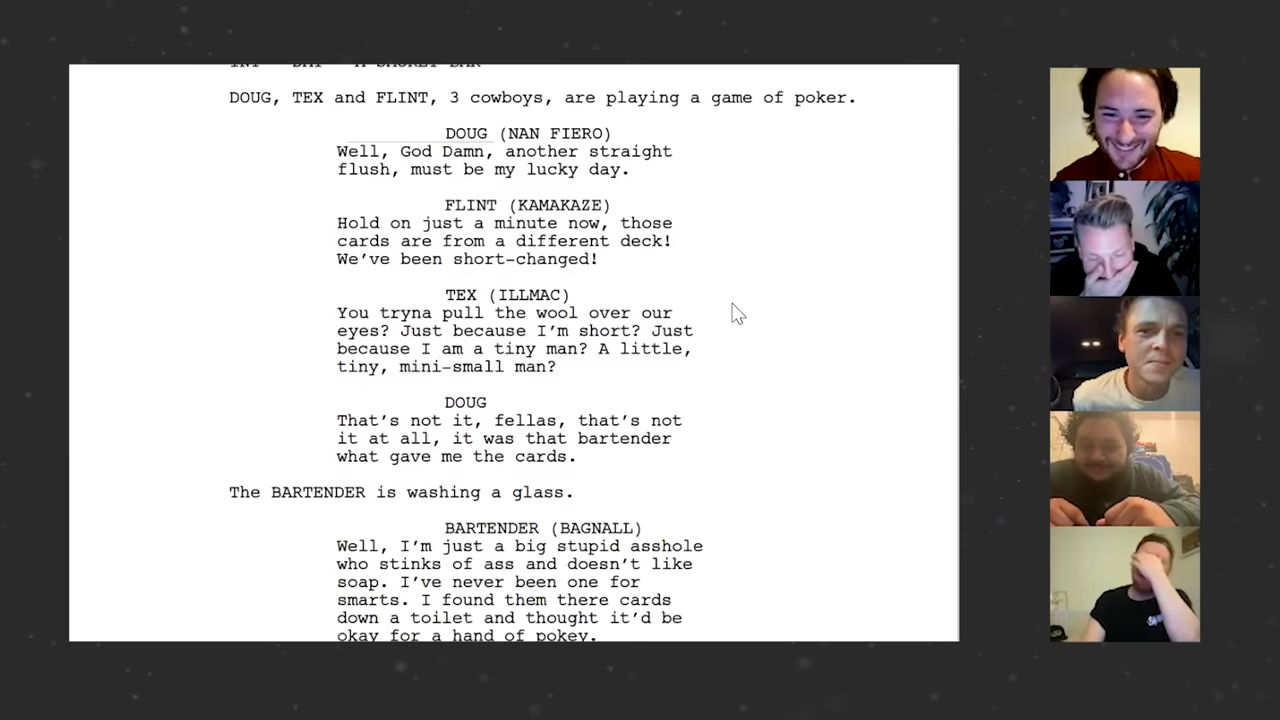 INT - DAY - A SMOKEY BAR
DOUG, TEX and FLINT, 3 cowboys, are playing a game of poker.
DOUG (NAN FIERO)
Well, God Damn, another straight
flush, must be my lucky day.
FLINT (KAMAKAZE)
Hold on just a minute now, those
cards are from a different deck!
We've been short-changed!
TEX (ILLMAC)
You tryna pull the wool over our
eyes? Just because I'm short? Just
because I am a tiny man? A little,
tiny, mini-small man?
DOUG
That's not it, fellas, that's not
it at all, it was that bartender
what gave me the cards.
The BARTENDER is washing a glass.
BARTENDER (BAGNALL)
Well, I'm just a big stupid asshole
who stinks of ass and doesn't like
soap. I've never been one for
smarts. I found them there cards
down a toilet and thought it'd be
okay for a hand of pokey.